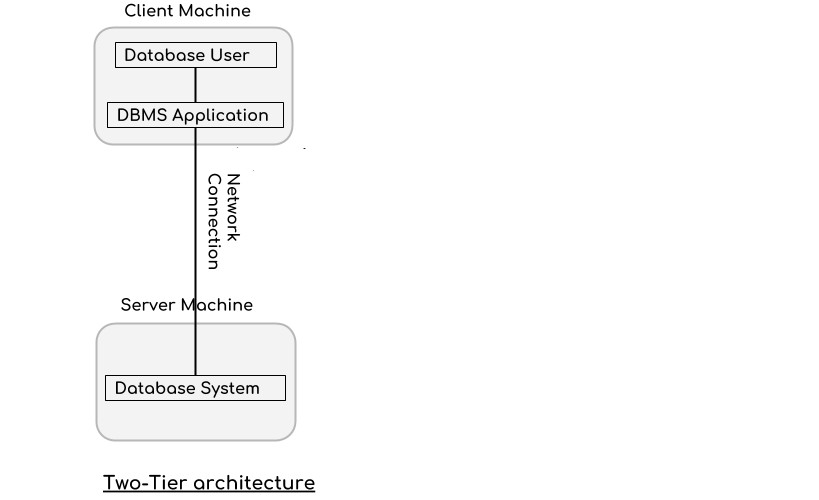 Client Machine
Database User
DBMS Application
Network
Connection
Server Machine
Database System
Two-Tier architecture